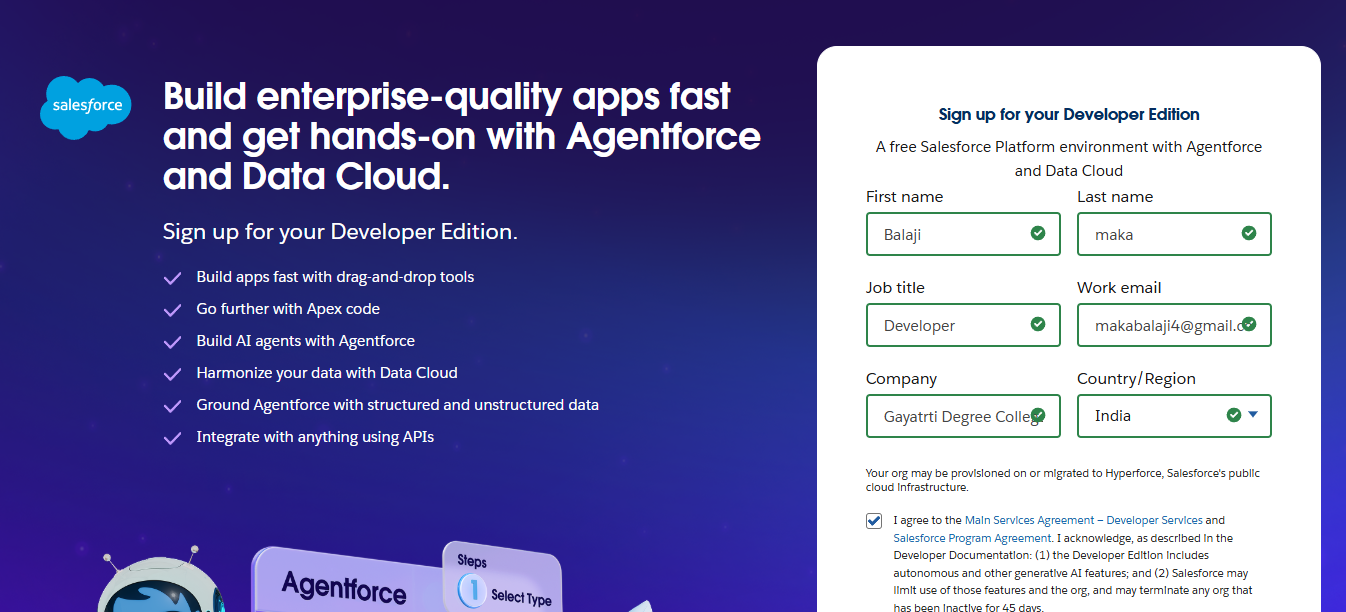 salesforce
Build enterprise-quality apps fast
and get hands-on with Agentforce
and Data Cloud.
Sign up for your Developer Edition.
Build apps fast with drag-and-drop tools
Go further with Apex code
Build AI agents with Agentforce
Harmonize your data with Data Cloud
Ground Agentforce with structured and unstructured data
Integrate with anything using APIs
Agentforce
Steps
1 Select Type
Sign up for your Developer Edition
A free Salesforce Platform environment with Agentforce
and Data Cloud
First name
Last name
Balaji
maka
Job title
Work email
Developer
makabalaji4@gmail.c
Company
Country/Region
Gayatrti Degree Colleg
India
Your org may be provisioned on or migrated to Hyperforce, Salesforce's public
cloud infrastructure.
I agree to the Main Services Agreement – Developer Services and
Salesforce Program Agreement. I acknowledge, as described in the
Developer Documentation: (1) the Developer Edition includes
autonomous and other generative AI features; and (2) Salesforce may
limit use of those features and the org, and may terminate any org that
has been inactive for 45 days.